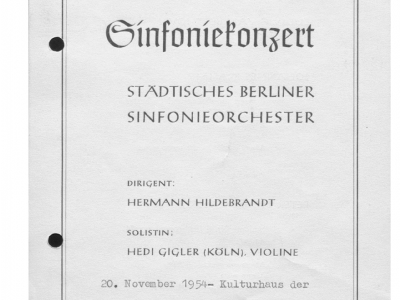 Sinfoniekonzert
STÄDTISCHES BERLINER
SINFONIEORCHESTER
DIRIGENT:
HERMANN HILDEBRANDT
SOLISTIN:
HEDI GIGLER (KÖLN). VIOLINE
20. November 1954- Kulturhaus der